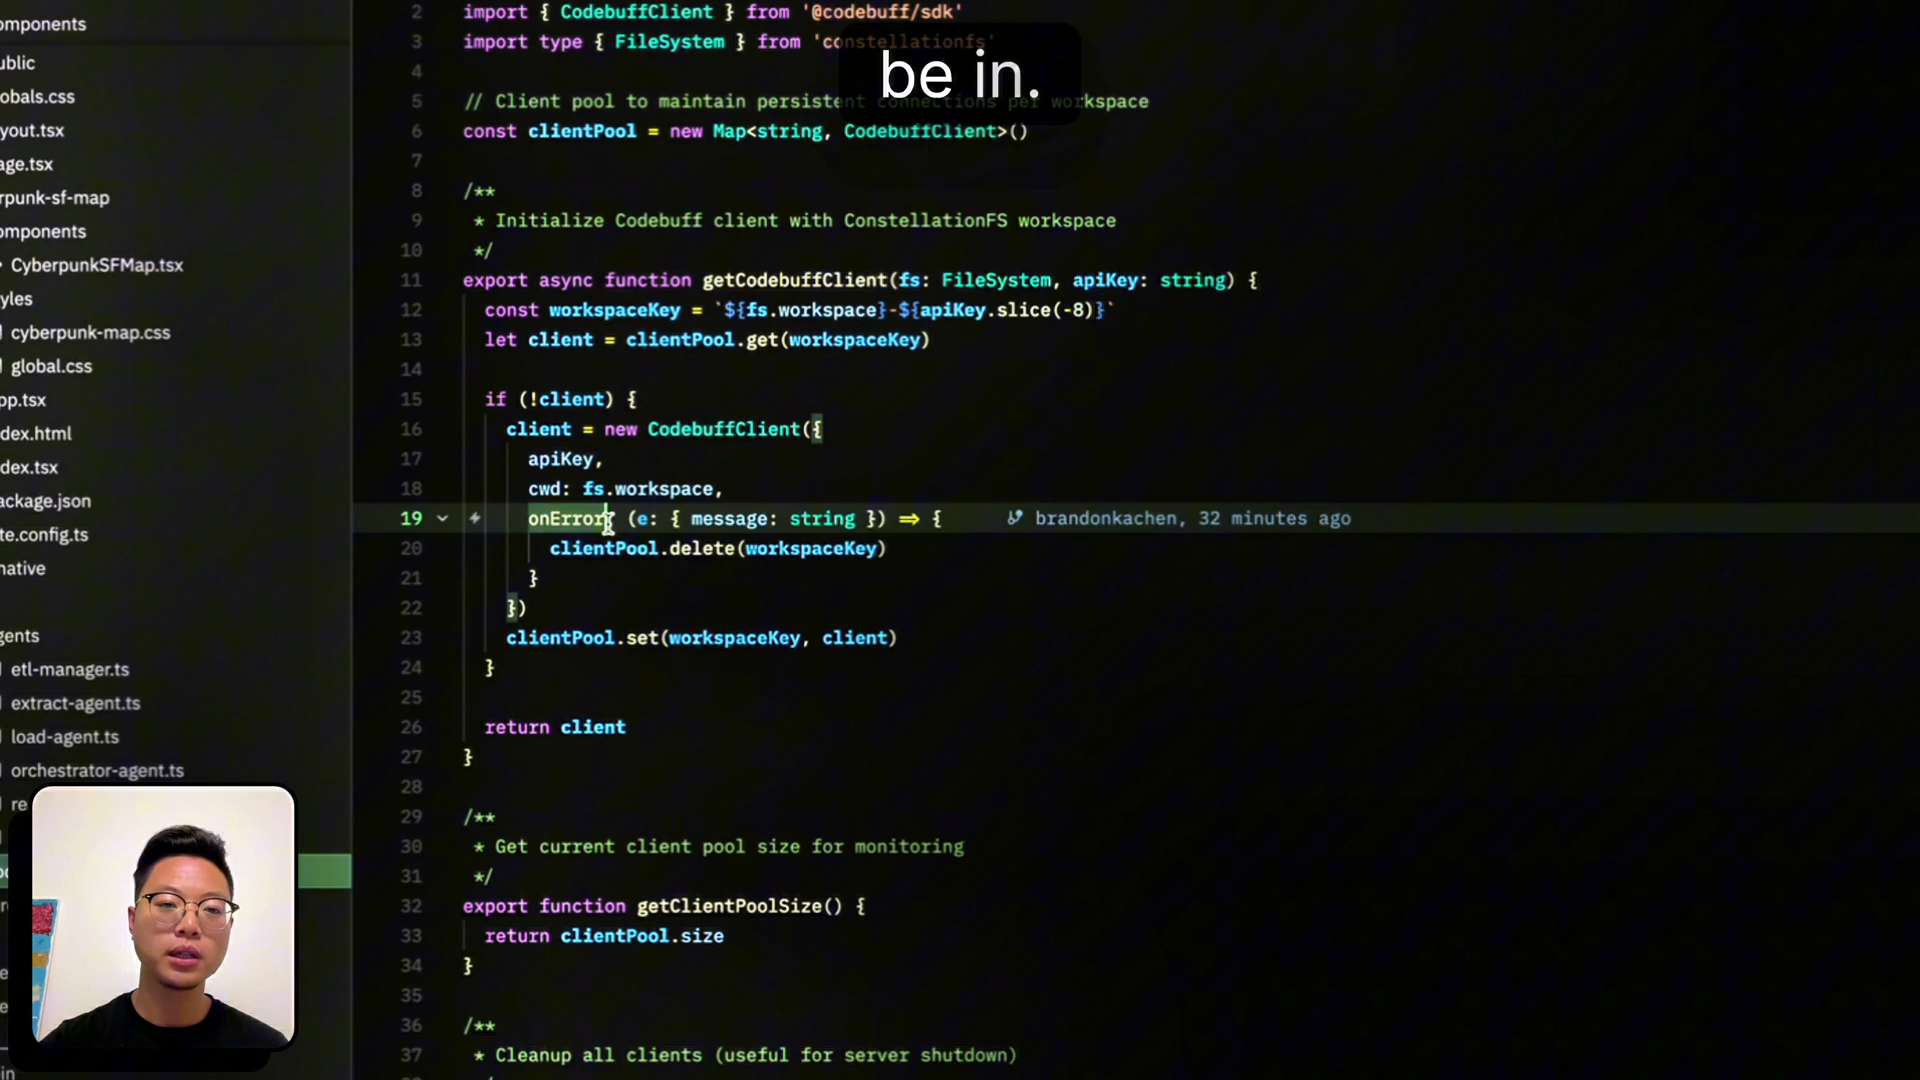 omponents
ublic
obals.css
yout.tsx
age.tsx
rpunk-sf-map
omponents
CyberpunkSFMap.tsx
yles
cyberpunk-map.css
global.css
pp.tsx
dex.html
dex.tsx
ackage.json
te.config.ts
native
gents
etl-manager.ts
extract-agent.ts
load-agent.ts
orchestrator-agent.ts
re
be in.
2 import { CodebuffClient } from '@codebuff/sdk'
3 import type { FileSystem } from 'constellationfs'
4
5 // Client pool to maintain persistent connections per workspace
6 const clientPool = new Map<string, CodebuffClient>()
7
8 /**
9 * Initialize Codebuff client with ConstellationFS workspace
10 */
11 export async function getCodebuffClient(fs: FileSystem, apiKey: string) {
12 const workspaceKey = `${fs.workspace}-${apiKey.slice(-8)}`
13 let client = clientPool.get(workspaceKey)
14
15 if (!client) {
16 client = new CodebuffClient({
17 apiKey,
18 cwd: fs.workspace,
19 onError: (e: { message: string }) => { brandonkachen, 32 minutes ago
20 clientPool.delete(workspaceKey)
21 }
22 })
23 clientPool.set(workspaceKey, client)
24 }
25
26 return client
27 }
28
29 /**
30 * Get current client pool size for monitoring
31 */
32 export function getClientPoolSize() {
33 return clientPool.size
34 }
35
36 /**
37 * Cleanup all clients (useful for server shutdown)